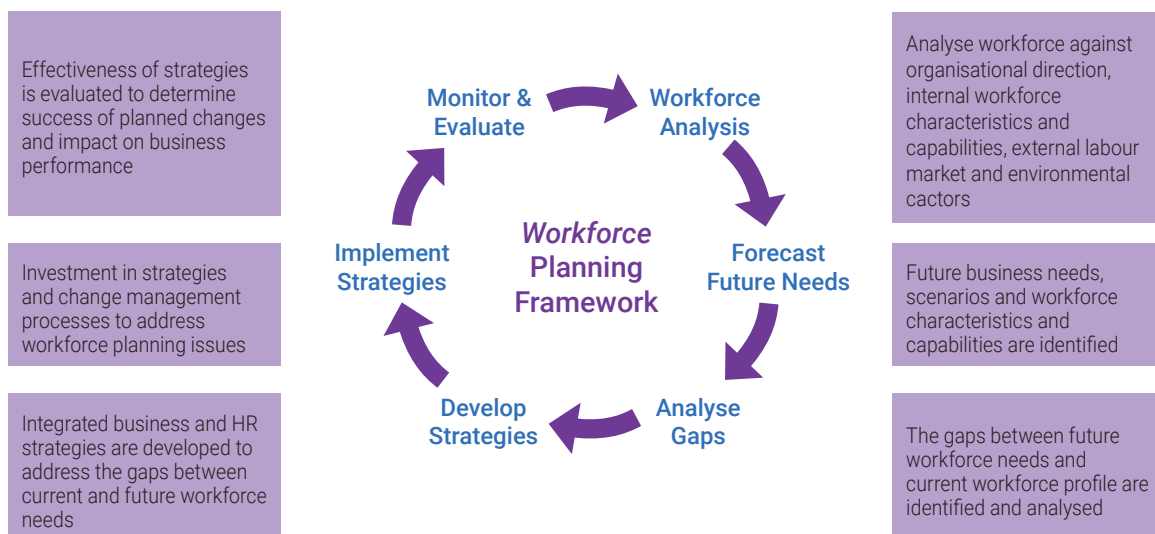 Effectiveness of strategies
is evaluated to determine
success of planned changes
and impact on business
performance
Investment in strategies
and change management
processes to address
workforce planning issues
Integrated business and HR
strategies are developed to
address the gaps between
current and future workforce
needs
Monitor &
Evaluate
Workforce
Analysis
Implement
Strategies
Workforce
Planning
Framework
Forecast
Future Needs
Develop
Strategies
Analyse
Gaps
Analyse workforce against
organisational direction,
internal workforce
characteristics and
capabilities, external labour
market and environmental
cactors
Future business needs,
scenarios and workforce
characteristics and
capabilities are identified
The gaps between future
workforce needs and
current workforce profile are
identified and analysed